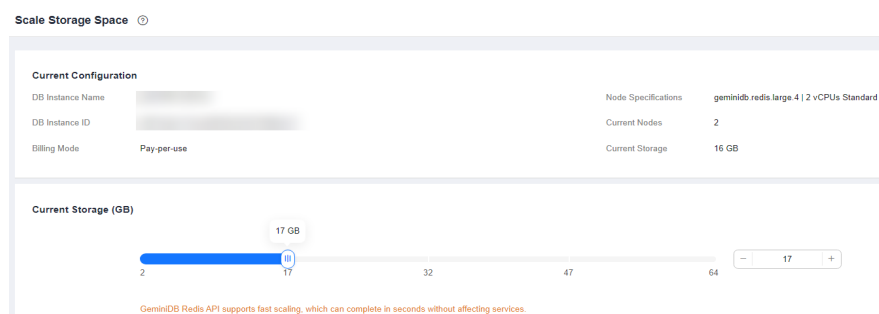 Scale Storage Space ?
Current Configuration
DB Instance Name
Node Specifications geminidb.redis.large.4 | 2 vCPUs Standard
DB Instance ID
Current Nodes 2
Billing Mode Pay-per-use
Current Storage 16 GB
Current Storage (GB)
17 GB
2 17 32 47 64
− 17 +
GeminiDB Redis API supports fast scaling, which can complete in seconds without affecting services.